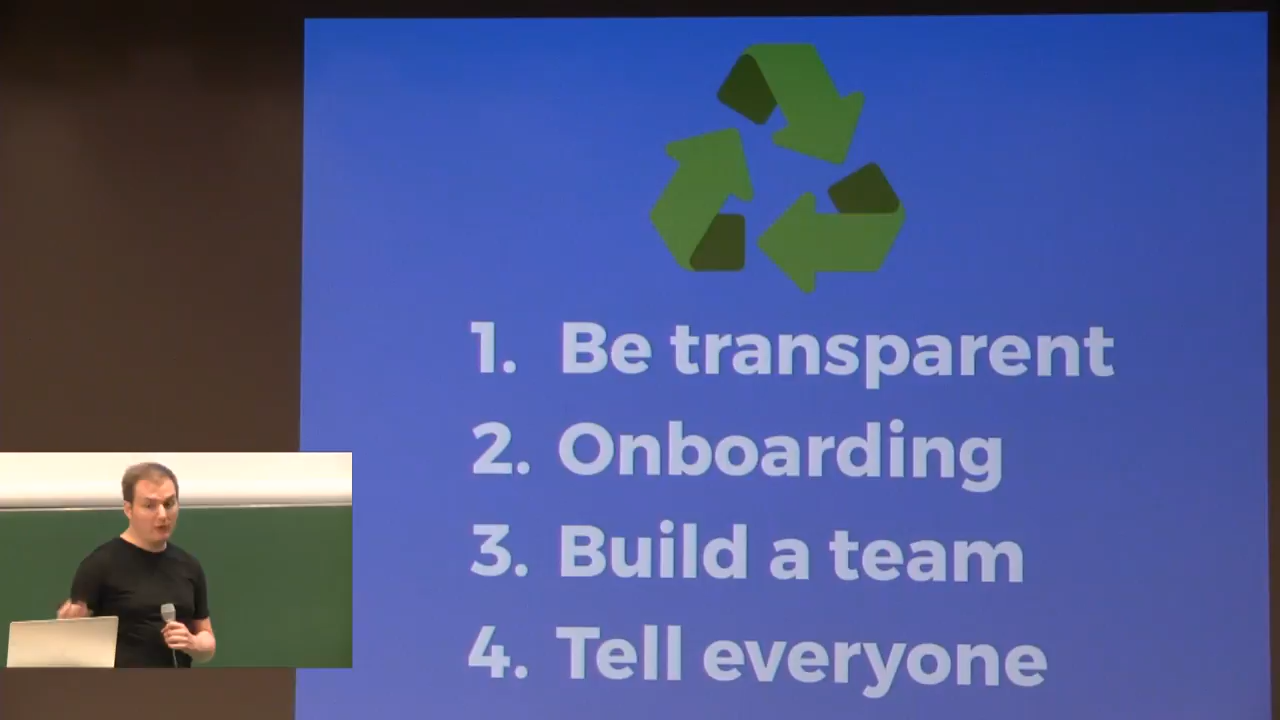 1. Be transparent
2. Onboarding
3. Build a team
4. Tell everyone